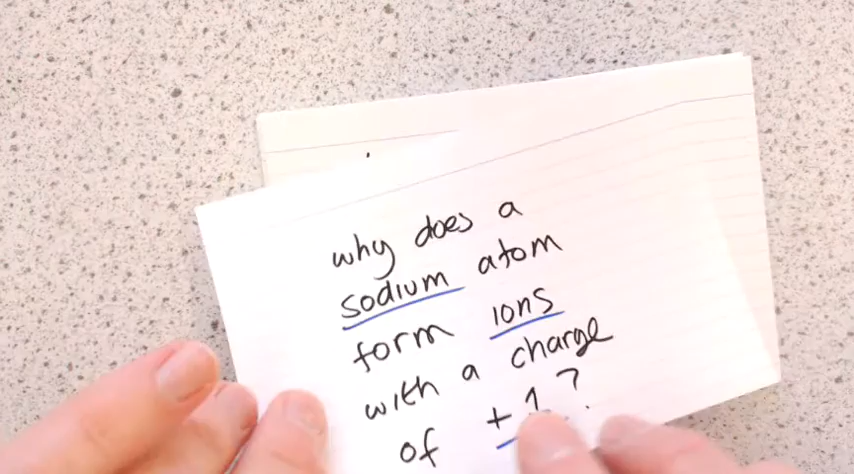 why does a
sodium atom
form ions
with a charge
of +1?